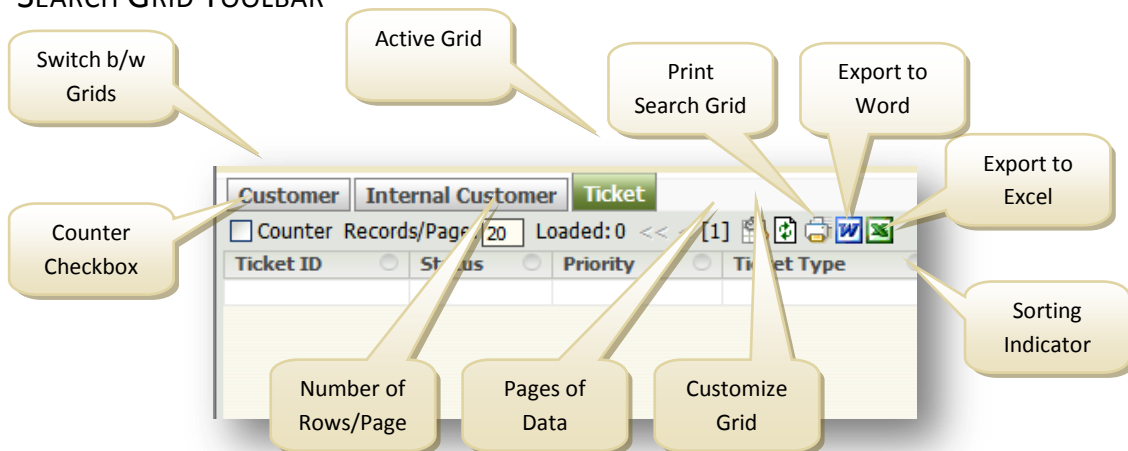 SEARCH GRID TOOLBAR
Switch b/w
Grids
Active Grid
Print
Search Grid
Export to
Word
Export to
Excel
Counter
Checkbox
Customer Internal Customer Ticket
Counter Records/Page: 20 Loaded: 0 << < [1]
Ticket ID Status Priority Ticket Type
Sorting
Indicator
Number of
Rows/Page
Pages of
Data
Customize
Grid